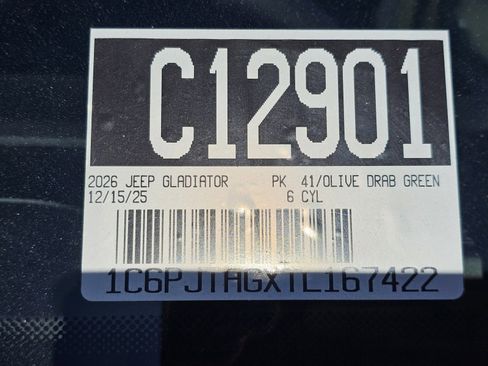 C12901
2026 JEEP GLADIATOR PK 41/OLIVE DRAB GREEN
12/15/25 6 CYL
1C6PJTAGXTL167422